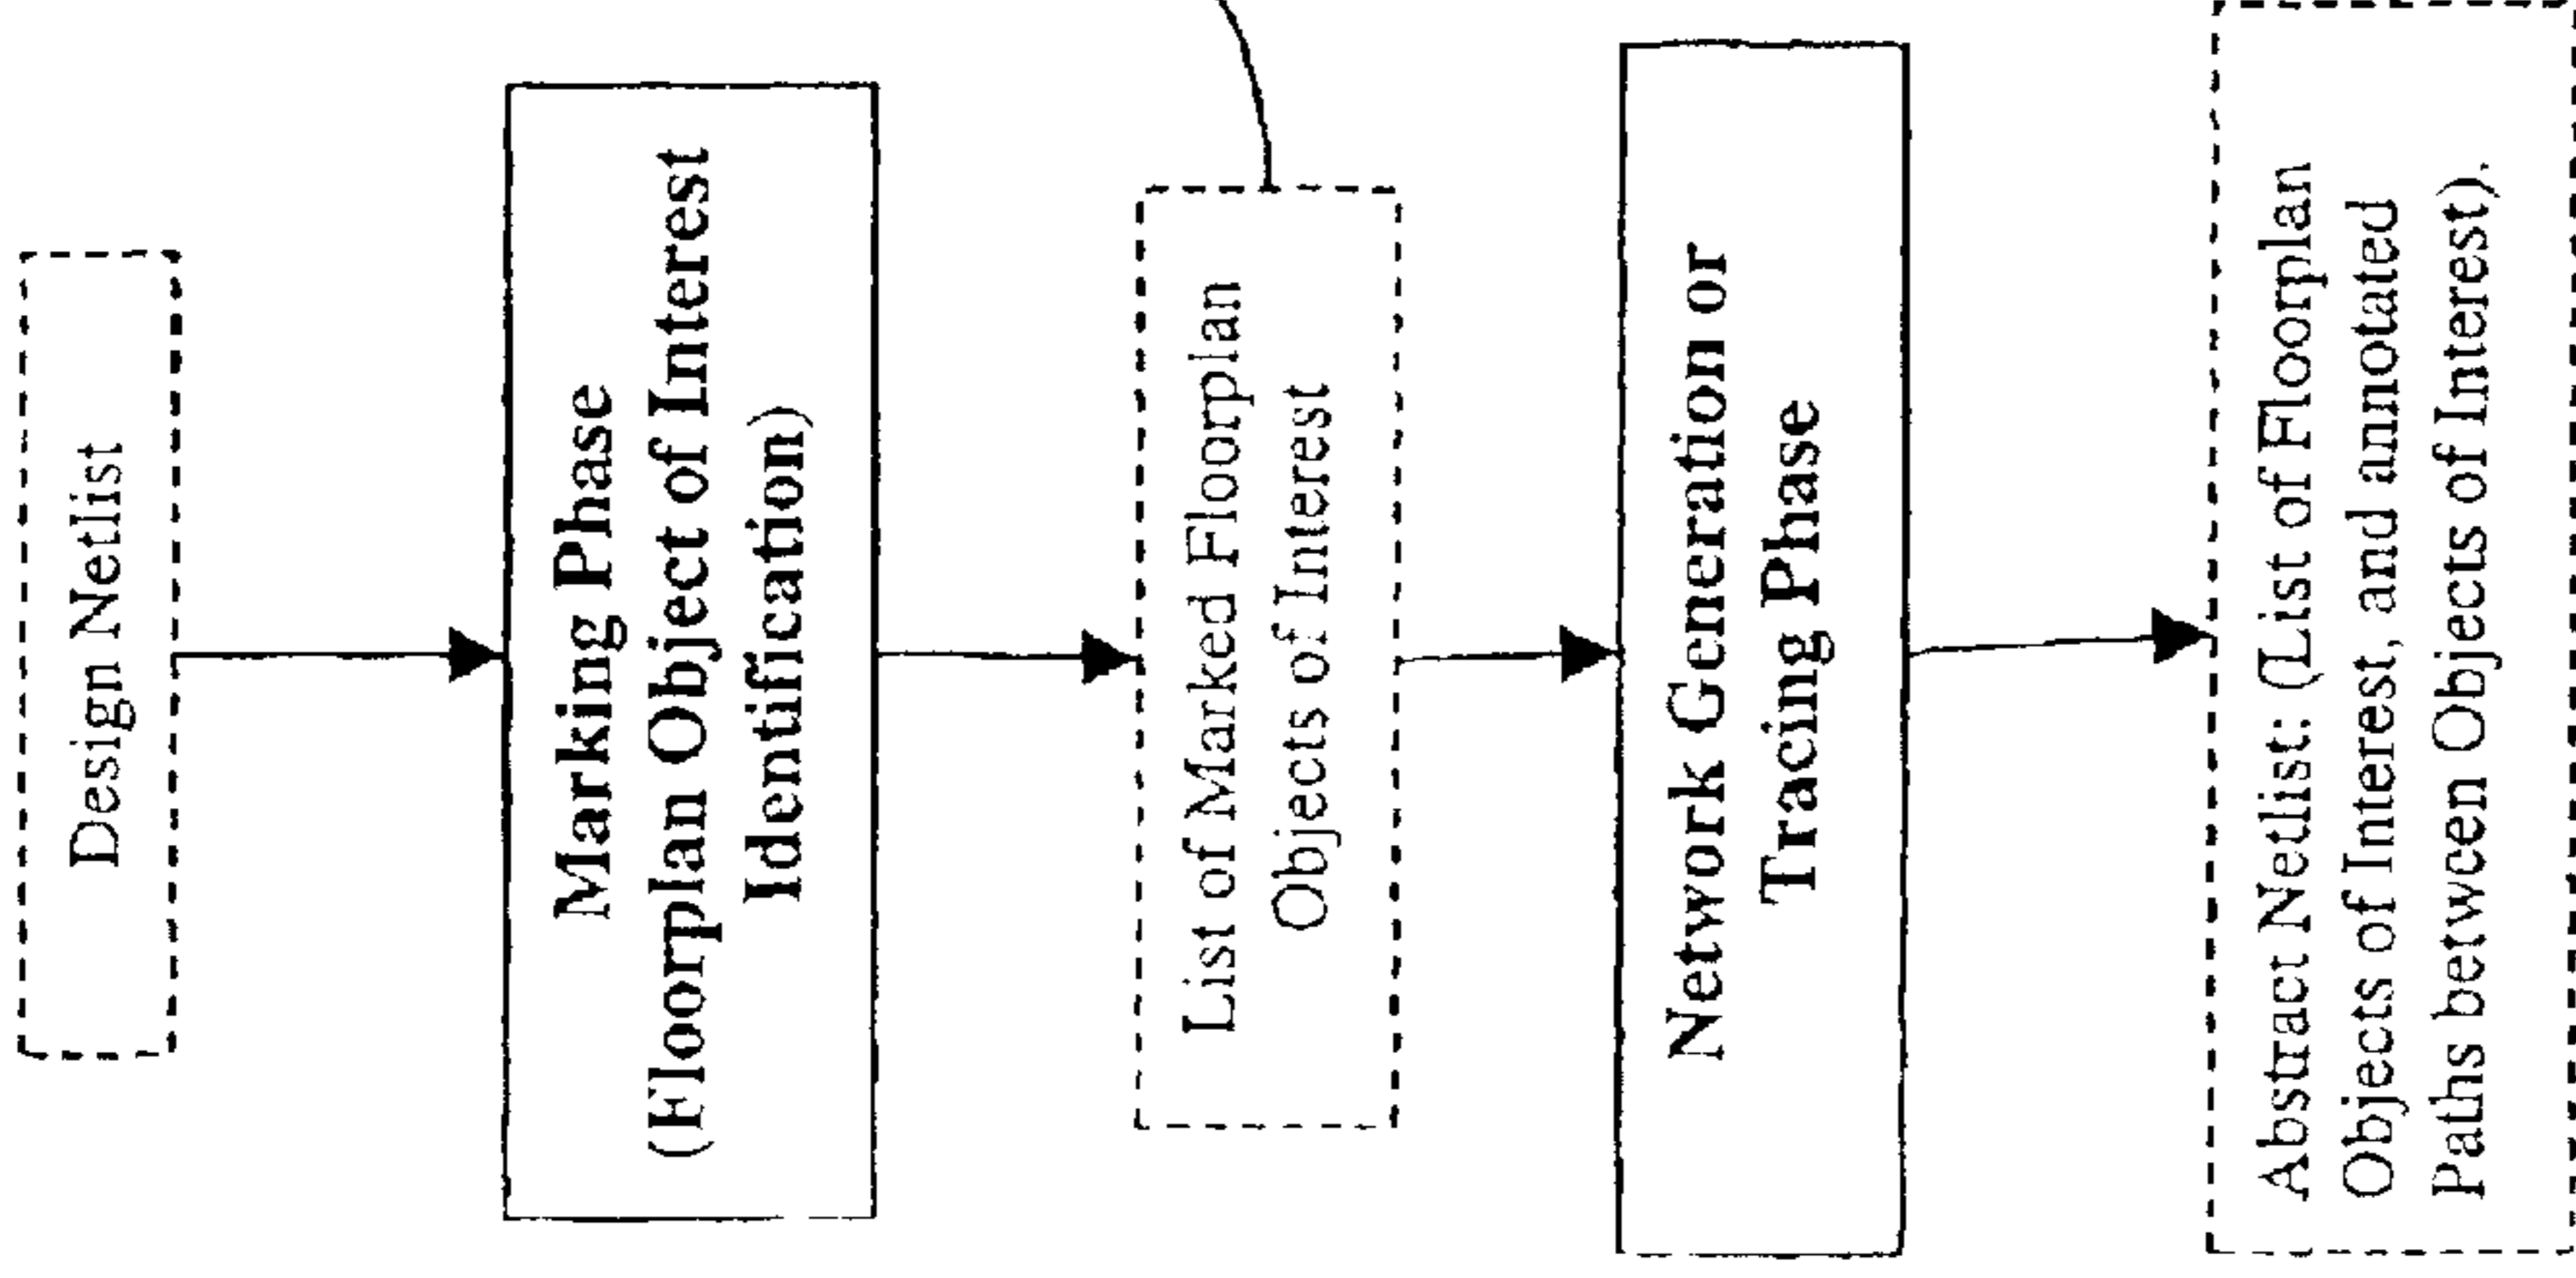 Design Netlist
Marking Phase
(Floorplan Object of Interest
Identification)
List of Marked Floorplan
Objects of Interest
Network Generation or
Tracing Phase
Abstract Netlist: (List of Floorplan
Objects of Interest, and annotated
Paths between Objects of Interest).